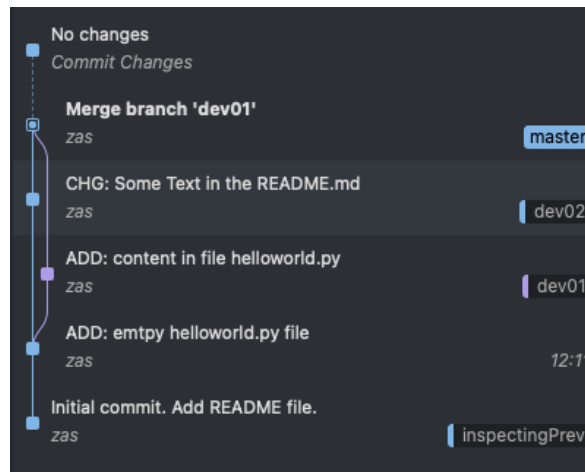 No changes
Commit Changes
Merge branch 'dev01'
zas
master
CHG: Some Text in the README.md
zas
dev02
ADD: content in file helloworld.py
zas
dev01
ADD: emtpy helloworld.py file
zas
12:1
Initial commit. Add README file.
zas
inspectingPrev